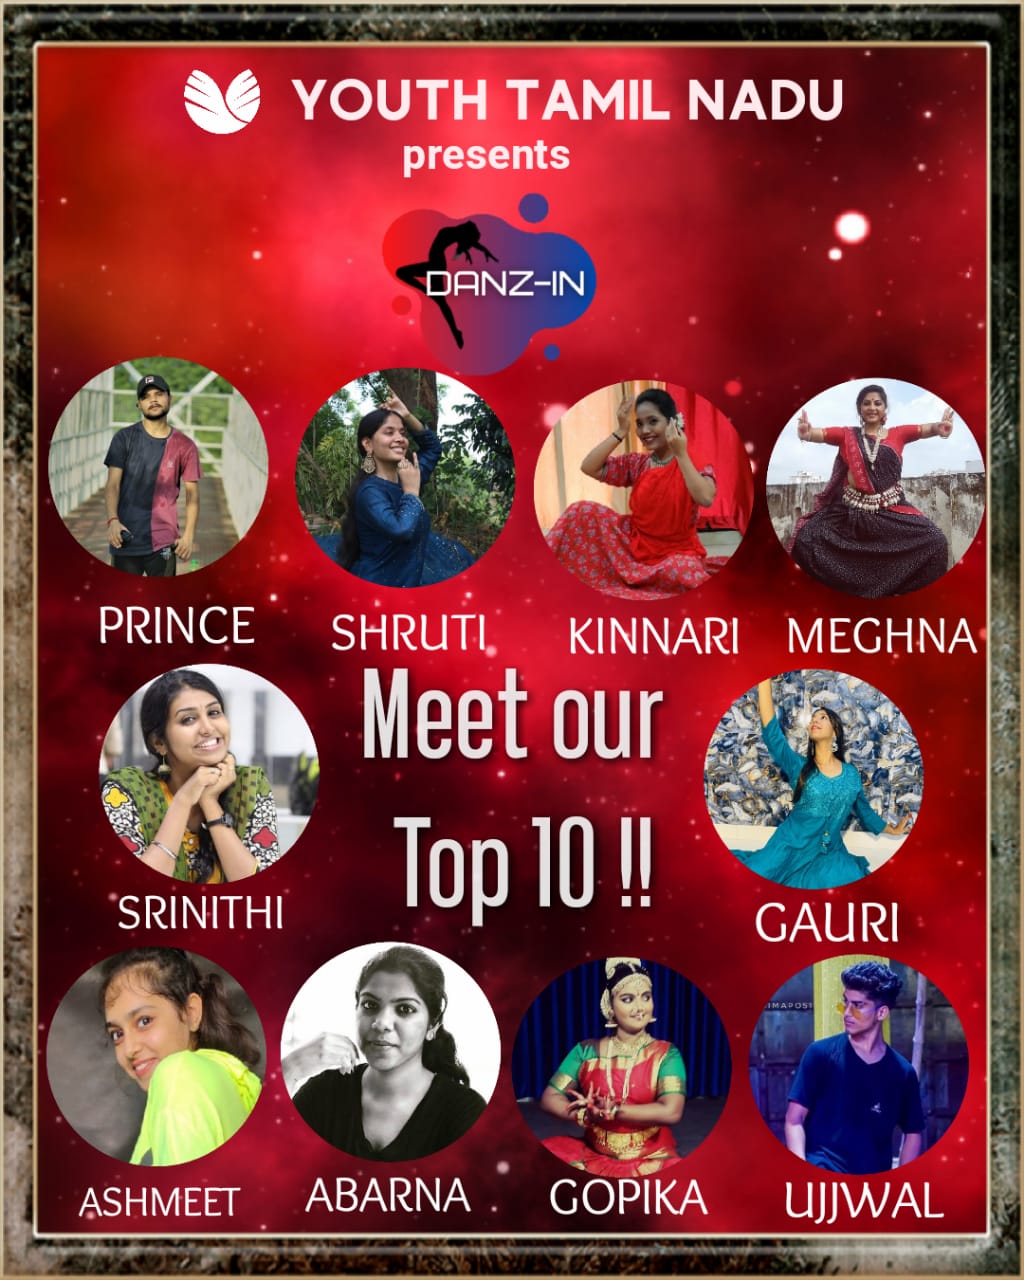 YOUTH TAMIL NADU
presents
DANZ-IN
PRINCE
SHRUTI
KINNARI
MEGHNA
Meet our
Top 10 !!
SRINITHI
GAURI
IMAPOST
ASHMEET
ABARNA
GOPIKA
UJJWAL